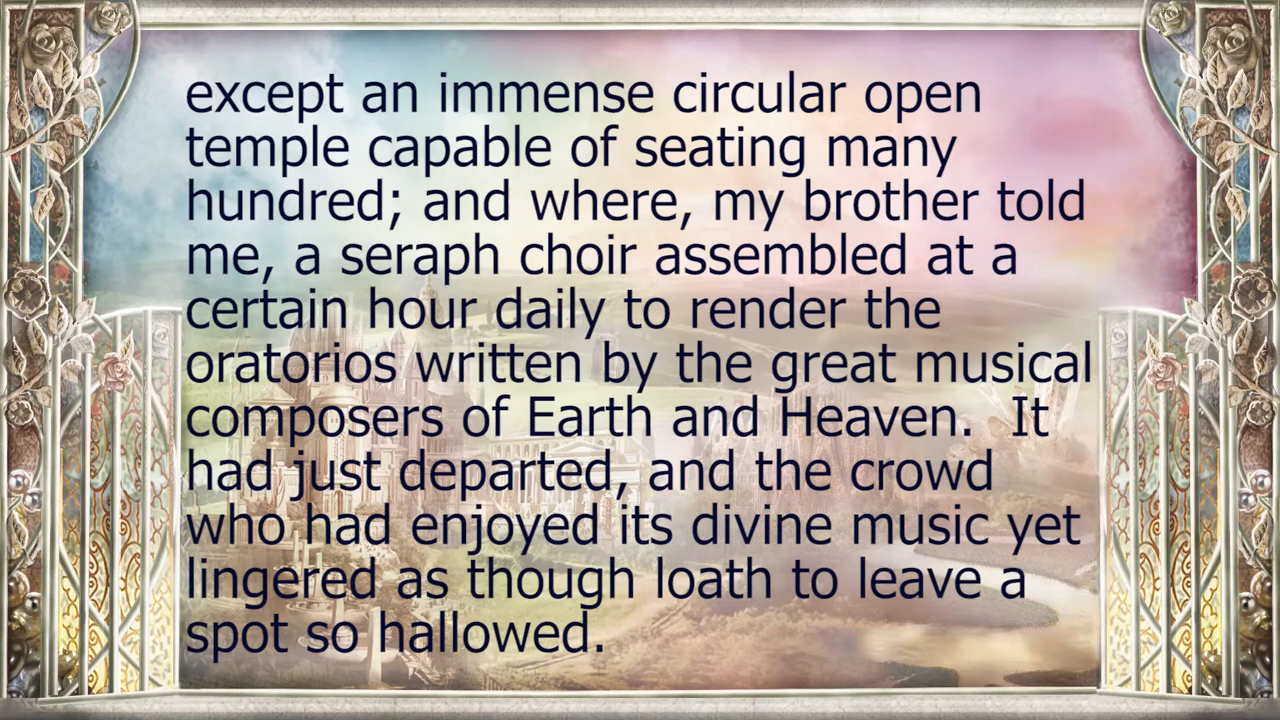 except an immense circular open
temple capable of seating many
hundred; and where, my brother told
me, a seraph choir assembled at a
certain hour daily to render the
oratorios written by the great musical
composers of Earth and Heaven.  It
had just departed, and the crowd
who had enjoyed its divine music yet
lingered as though loath to leave a
spot so hallowed.